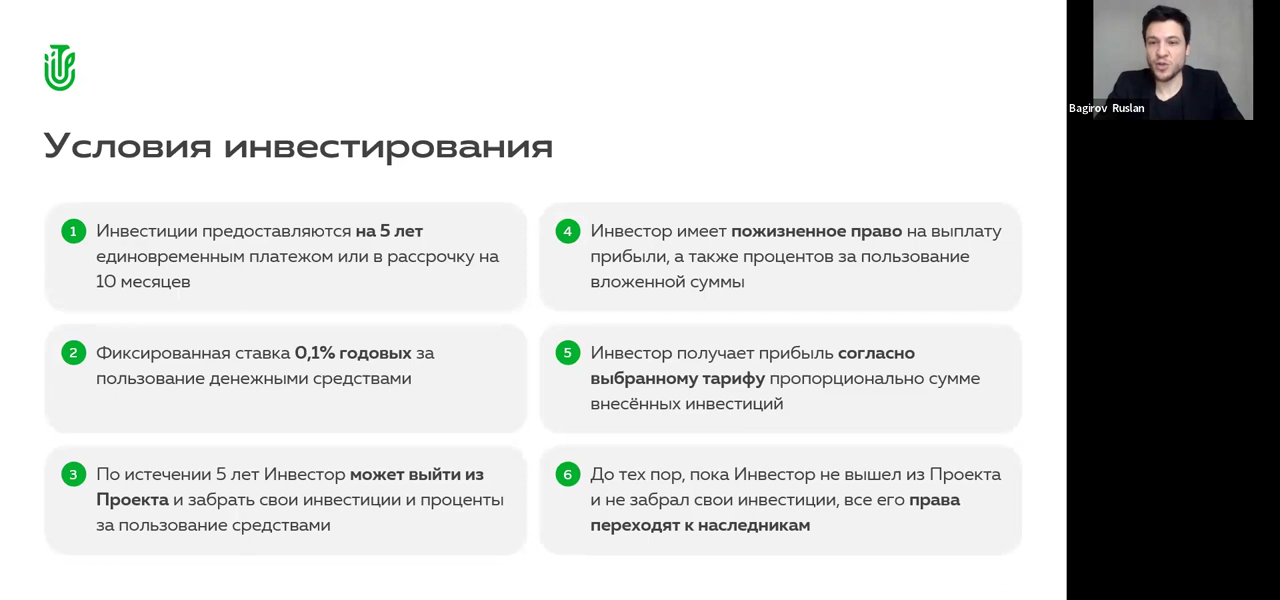 Условия инвестирования
1
Инвестиции предоставляются на 5 лет
единовременным платежом или в рассрочку на
10 месяцев
2
Фиксированная ставка 0,1% годовых за
пользование денежными средствами
3
По истечении 5 лет Инвестор может выйти из
Проекта и забрать свои инвестиции и проценты
за пользование средствами
4
Инвестор имеет пожизненное право на выплату
прибыли, а также процентов за пользование
вложенной суммы
5
Инвестор получает прибыль согласно
выбранному тарифу пропорционально сумме
внесённых инвестиций
6
До тех пор, пока Инвестор не вышел из Проекта
и не забрал свои инвестиции, все его права
переходят к наследникам
Bagirov Ruslan